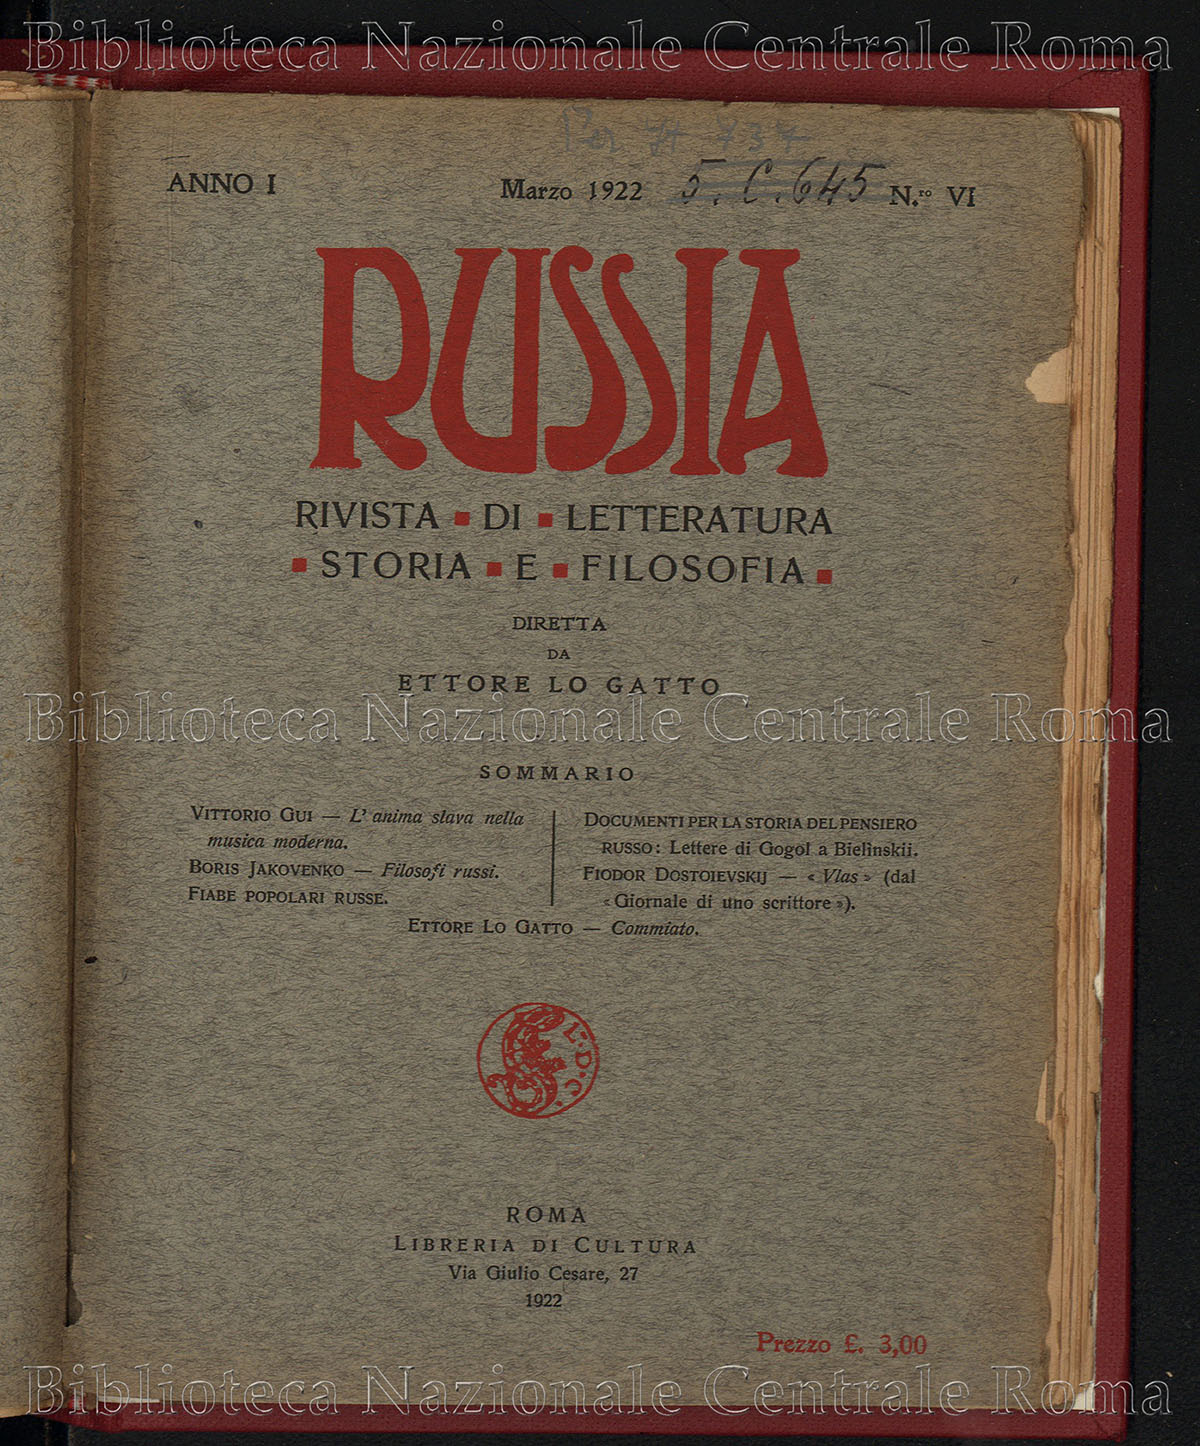 Biblioteca Nazionale Centrale Roma
737
ANNO I Marzo 1922 5. C. 645 N.ro VI
RUSSIA
RIVISTA ▪ DI ▪ LETTERATURA
▪ STORIA ▪ E ▪ FILOSOFIA ▪
DIRETTA
DA
ETTORE LO GATTO
Biblioteca Nazionale Centrale Roma
SOMMARIO
VITTORIO GUI — L' anima slava nella
musica moderna.
BORIS JAKOVENKO — Filosofi russi.
FIABE POPOLARI RUSSE.
DOCUMENTI PER LA STORIA DEL PENSIERO
RUSSO: Lettere di Gogol a Bielinskii.
FIODOR DOSTOIEVSKIJ — « Vlas » (dal
«Giornale di uno scrittore»).
ETTORE LO GATTO — Commiato.
L. D. C.
ROMA
LIBRERIA DI CULTURA
Via Giulio Cesare, 27
1922
Prezzo £. 3,00
Biblioteca Nazionale Centrale Roma